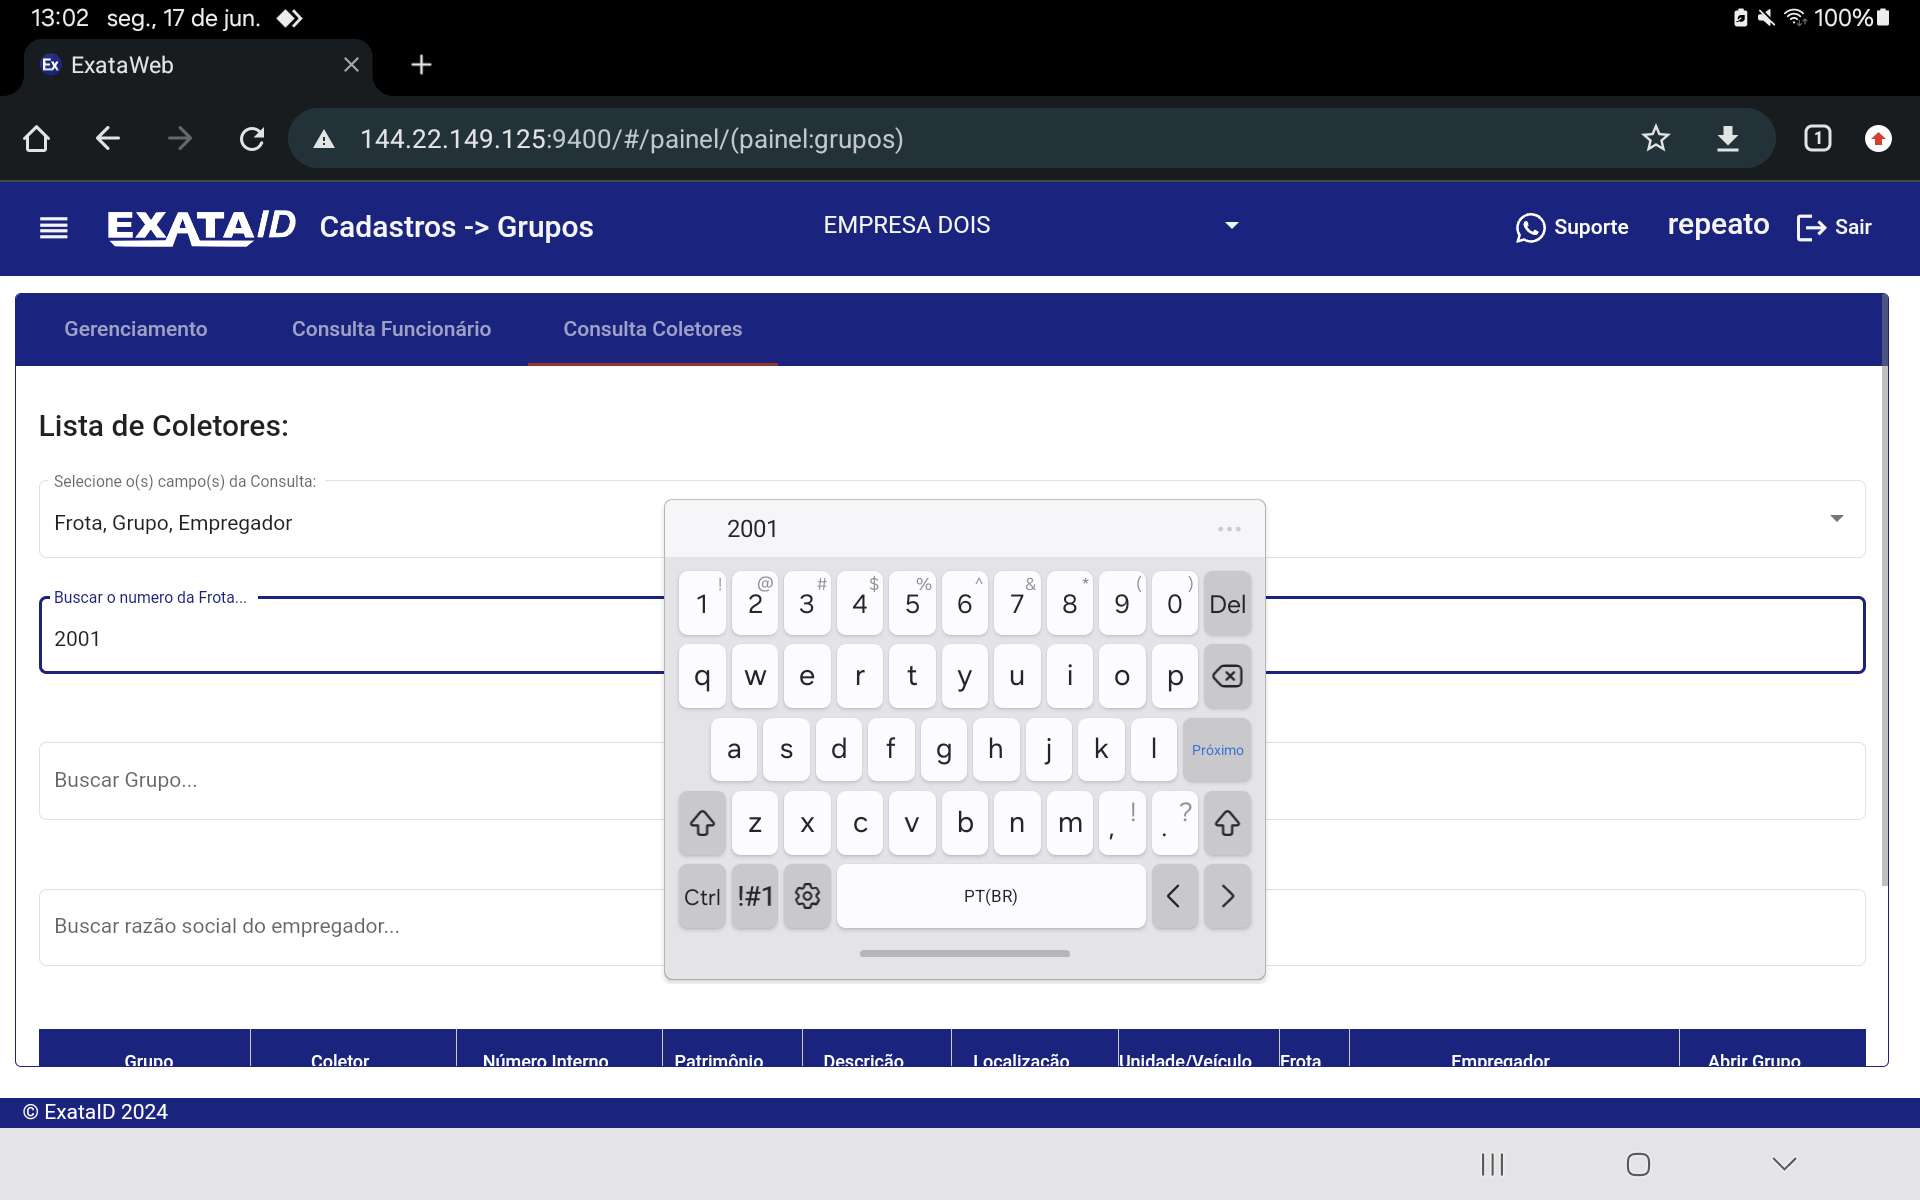 13:02 seg., 17 de jun. 100%
Ex ExataWeb
144.22.149.125:9400/#/painel/(painel:grupos) 1
EXATA ID Cadastros -> Grupos EMPRESA DOIS Suporte repeato Sair
Gerenciamento Consulta Funcionário Consulta Coletores
Lista de Coletores:
Selecione o(s) campo(s) da Consulta:
Frota, Grupo, Empregador
Buscar o numero da Frota...
2001
Buscar Grupo...
Buscar razão social do empregador...
2001 ...
! @ # $ % ^ & * ( )
1 2 3 4 5 6 7 8 9 0 Del
q w e r t y u i o p
a s d f g h j k l Próximo
z x c v b n m , ! . ?
Ctrl !#1 PT(BR) < >
Grupo Coletor Número Interno Patrimônio Descrição Localização Unidade/Veículo Frota Empregador Abrir Grupo
© ExataID 2024